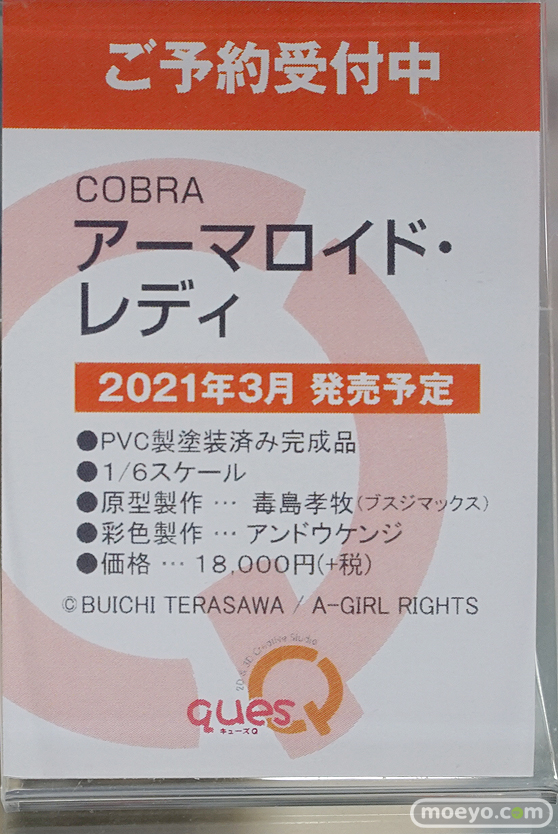 ご予約受付中
COBRA
アーマロイド・
レディ
2021年3月 発売予定
●PVC製塗装済み完成品
●1/6スケール
●原型製作 … 毒島孝牧(ブスジマックス)
●彩色製作 … アンドウケンジ
●価格 … 18,000円(+税)
©BUICHI TERASAWA / A-GIRL RIGHTS
2D & 3D Creative Studio
quesQ
キューズQ
moeyo.com